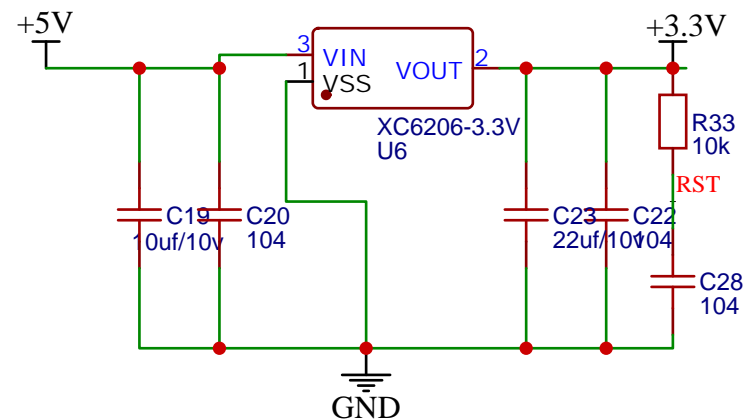 +5V
+3.3V
3
VIN
1
VSS
VOUT
2
XC6206-3.3V
U6
R33
10k
RST
C19
10uf/10v
C20
104
C23
22uf/10v
C22
104
C28
104
GND